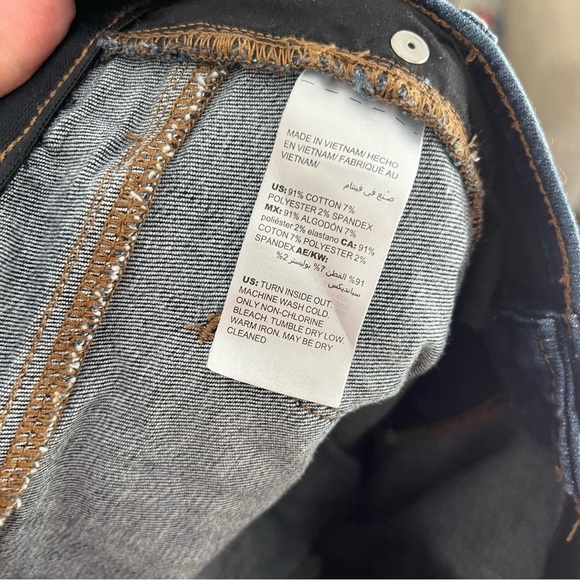 MADE IN VIETNAM/ HECHO
EN VIETNAM/ FABRIQUÉ AU
VIETNAM/
صنع في فيتنام
US: 91% COTTON 7%
POLYESTER 2% SPANDEX
MX: 91% ALGODÓN 7%
poliéster 2% elastano CA: 91%
COTON 7% POLYESTER 2%
SPANDEX AE/KW:
91% القطن 7% بوليستر 2%
سباندیکس
US: TURN INSIDE OUT
MACHINE WASH COLD.
ONLY NON-CHLORINE
BLEACH. TUMBLE DRY LOW.
WARM IRON. MAY BE DRY
CLEANED